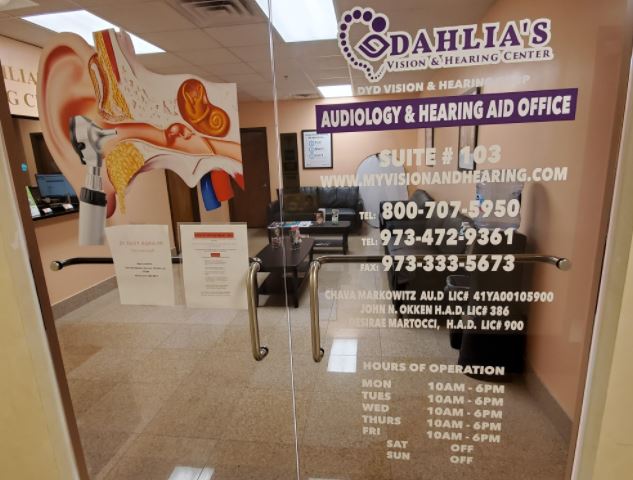 DAHLIA'S
VISION & HEARING CENTER
DYD VISION & HEARING CORP
AUDIOLOGY & HEARING AID OFFICE
SUITE # 103
WWW.MYVISIONANDHEARING.COM
TEL: 800-707-5950
TEL: 973-472-9361
FAX: 973-333-5673
CHAVA MARKOWITZ AU.D LIC# 41YA00105900
JOHN N. OKKEN H.A.D. LIC# 386
DESIRAE MARTOCCI, H.A.D. LIC# 900
HOURS OF OPERATION
MON 10AM - 6PM
TUES 10AM - 6PM
WED 10AM - 6PM
THURS 10AM - 6PM
FRI 10AM - 6PM
SAT OFF
SUN OFF